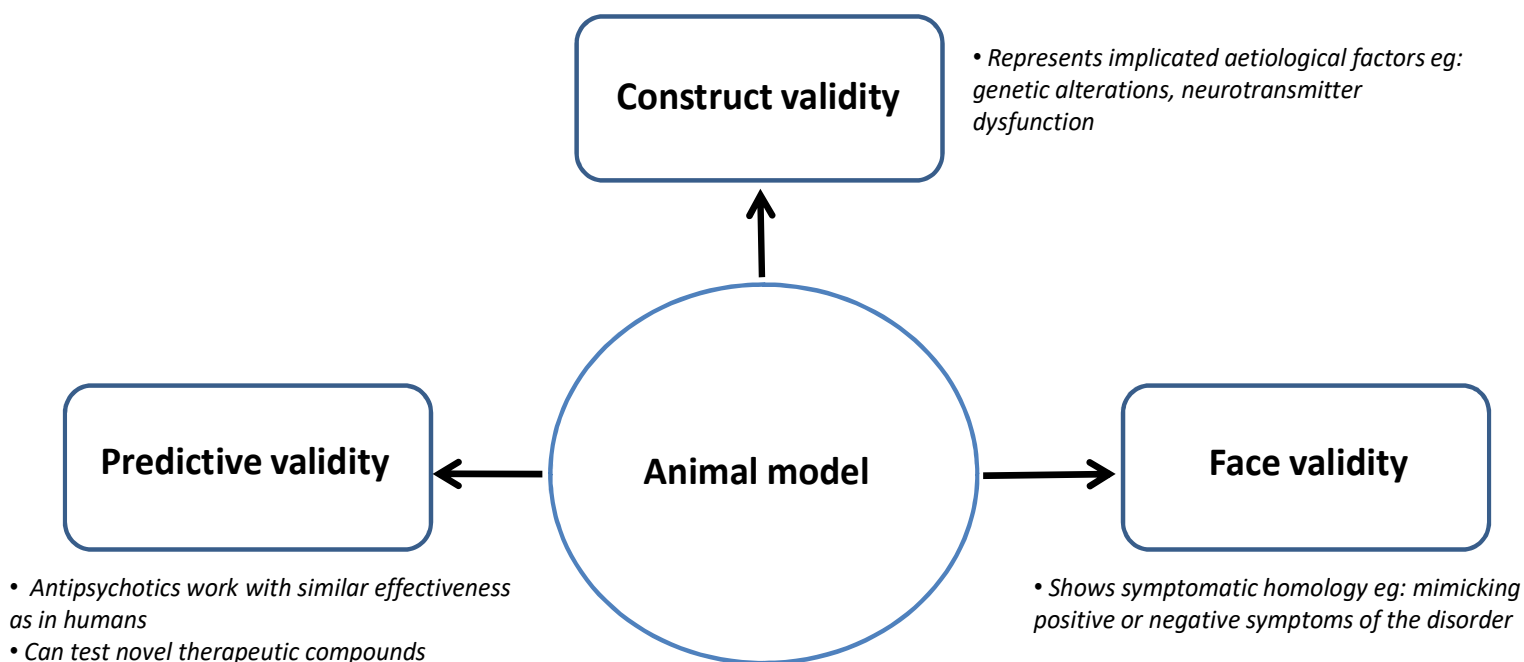 Construct validity
• Represents implicated aetiological factors eg:
genetic alterations, neurotransmitter
dysfunction
Predictive validity
Animal model
Face validity
• Antipsychotics work with similar effectiveness
as in humans
• Can test novel therapeutic compounds
• Shows symptomatic homology eg: mimicking
positive or negative symptoms of the disorder